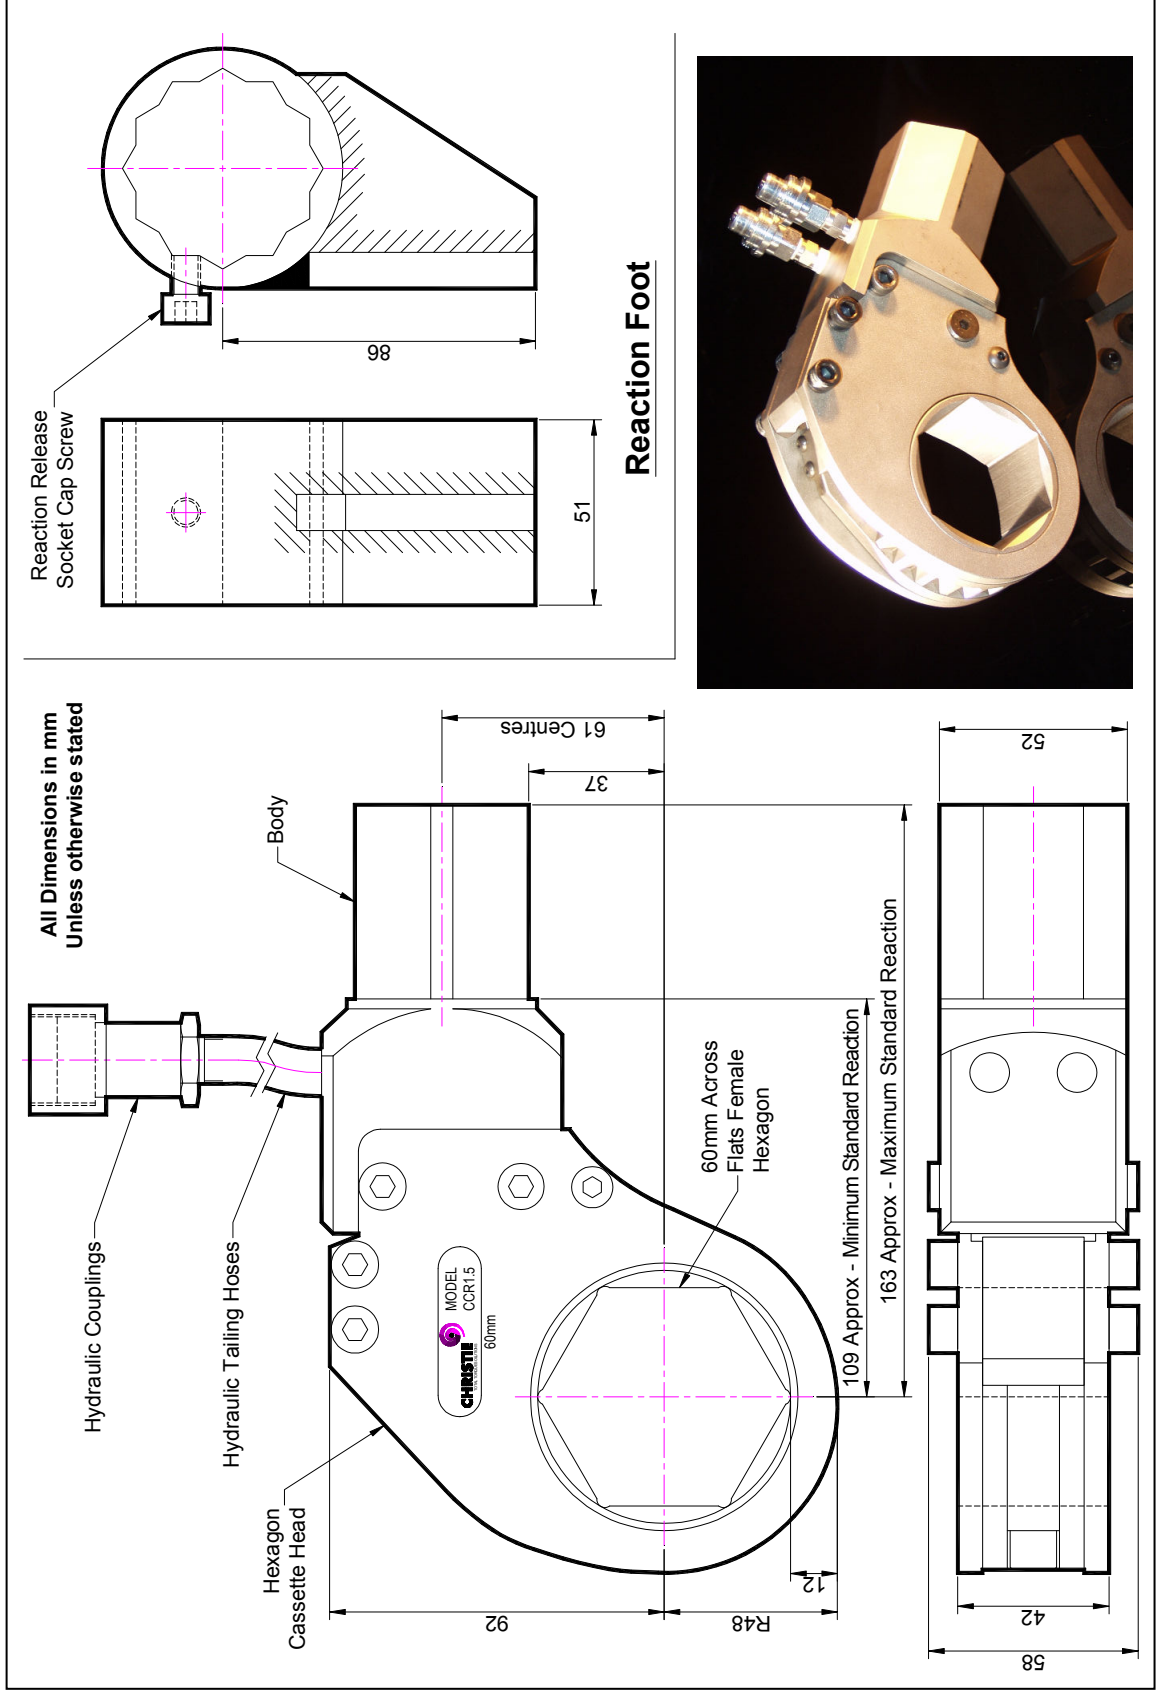 All Dimensions in mm
Unless otherwise stated
Reaction Release
Socket Cap Screw
Hydraulic Couplings
Hydraulic Tailing Hoses
Body
Hexagon
Cassette Head
86
51
Reaction Foot
CHRISTIE
MODEL
CCR1.5
60mm
92
61 Centres
37
60mm Across
Flats Female
Hexagon
R48
12
109 Approx - Minimum Standard Reaction
163 Approx - Maximum Standard Reaction
52
42
58